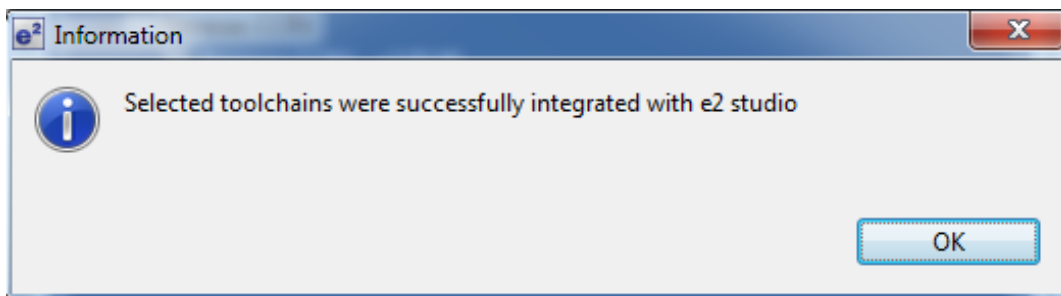 e² Information
Selected toolchains were successfully integrated with e2 studio
OK